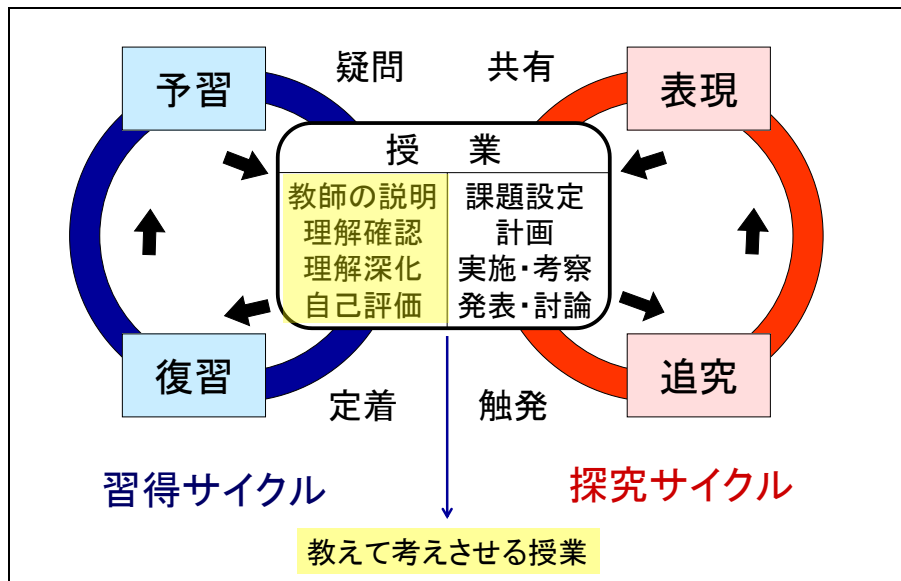 疑問
共有
予習
表現
授 業
教師の説明
理解確認
理解深化
自己評価
課題設定
計画
実施・考察
発表・討論
復習
追究
定着
触発
習得サイクル
探究サイクル
教えて考えさせる授業